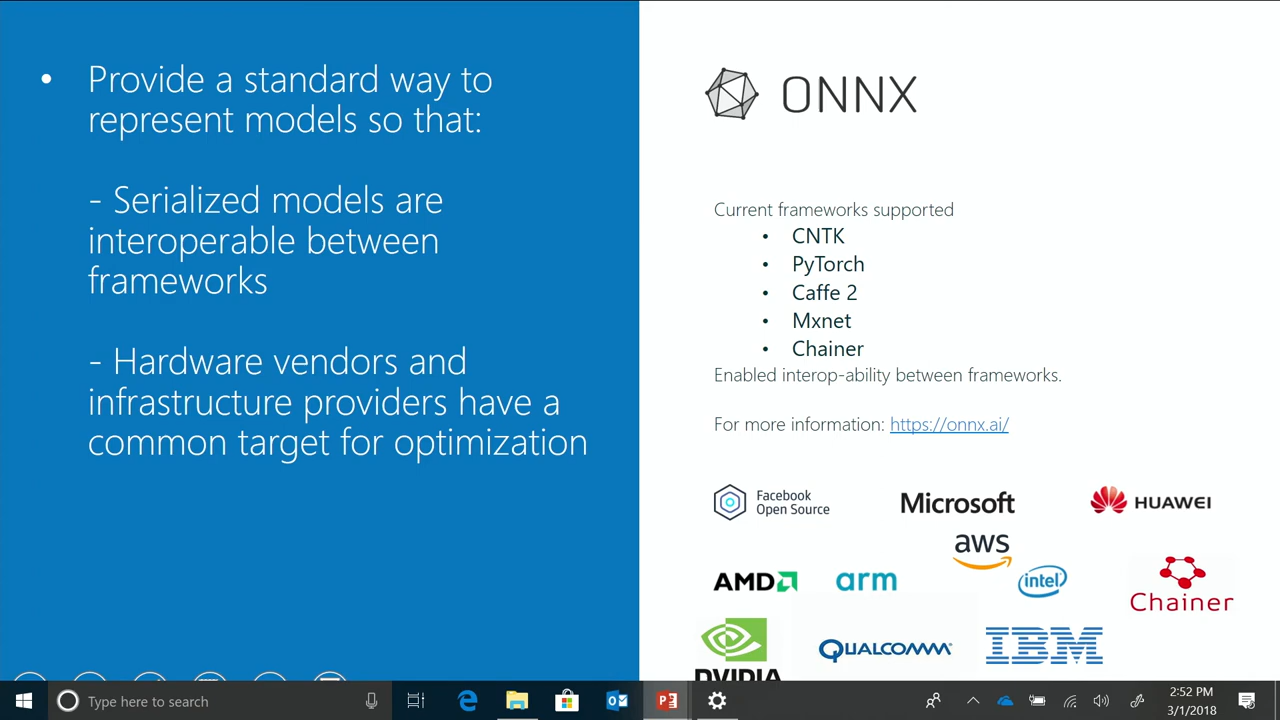 • Provide a standard way to
represent models so that:
- Serialized models are
interoperable between
frameworks
- Hardware vendors and
infrastructure providers have a
common target for optimization
ONNX
Current frameworks supported
• CNTK
• PyTorch
• Caffe 2
• Mxnet
• Chainer
Enabled interop-ability between frameworks.
For more information: https://onnx.ai/
Facebook
Open Source
Microsoft
HUAWEI
aws
AMD
arm
intel
Chainer
NVIDIA
QUALCOMM
IBM
Type here to search
2:52 PM
3/1/2018